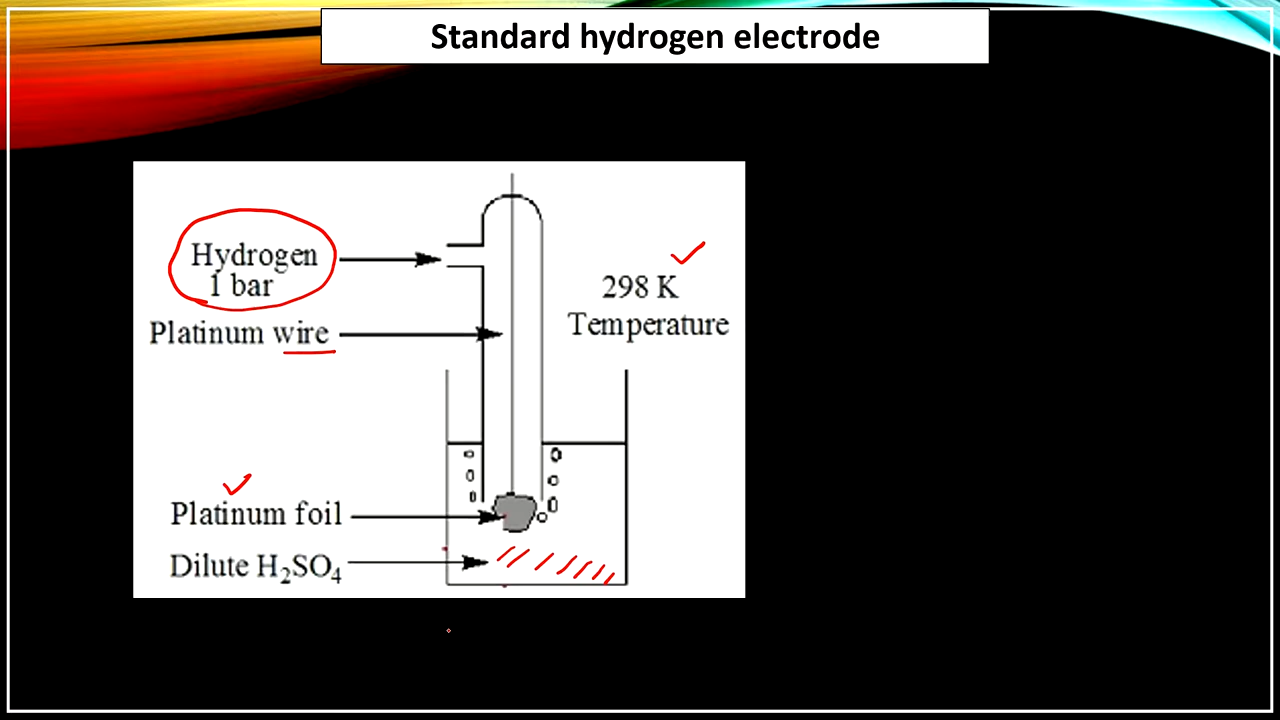 Standard hydrogen electrode
Hydrogen
1 bar
298 K
Temperature
Platinum wire
Platinum foil
Dilute H₂SO₄